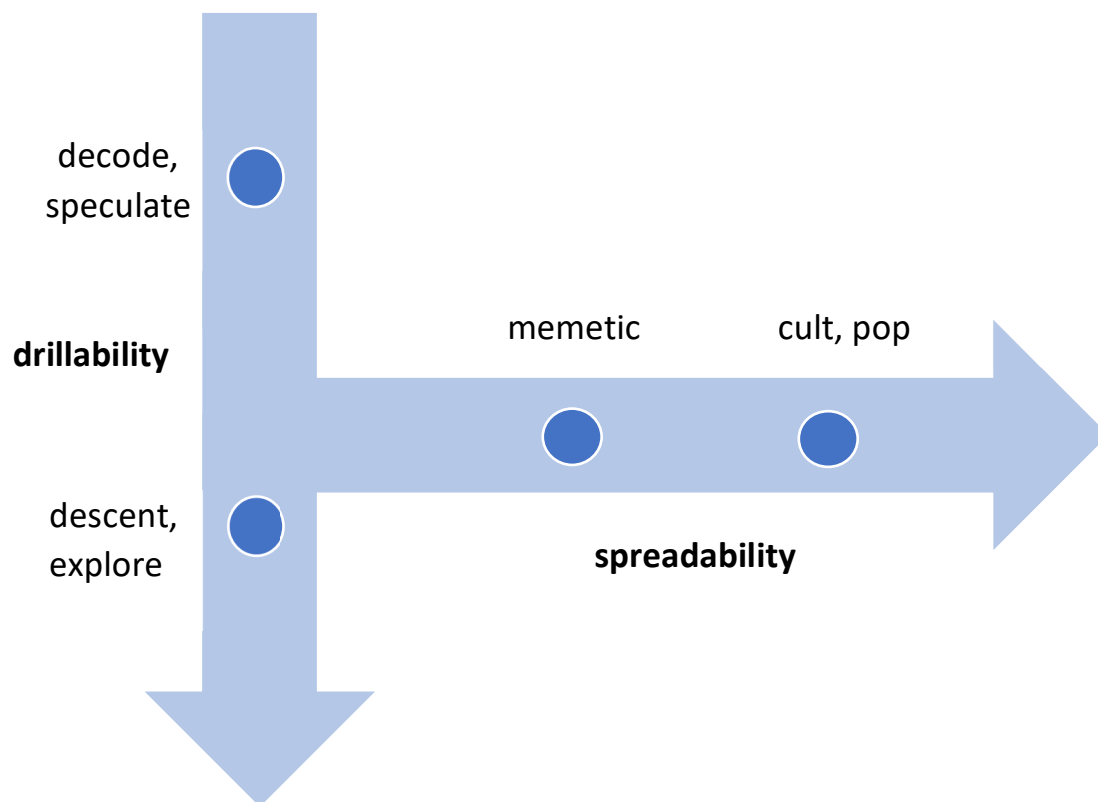 decode,
speculate
memetic
cult, pop
drillability
descent,
explore
spreadability